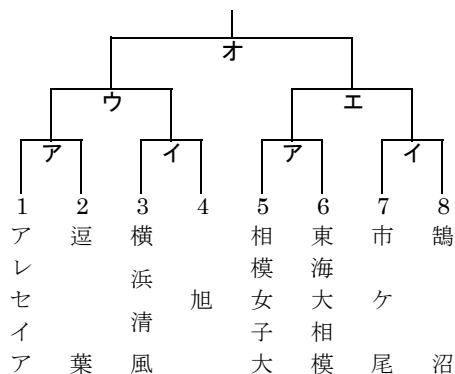 オ
ウ
エ
ア
イ
ア
イ
1 2 3 4 5 6 7 8
アレセイア
逗葉
横浜清風
旭
相模女子大
東海大相模
市ケ尾
鵠沼